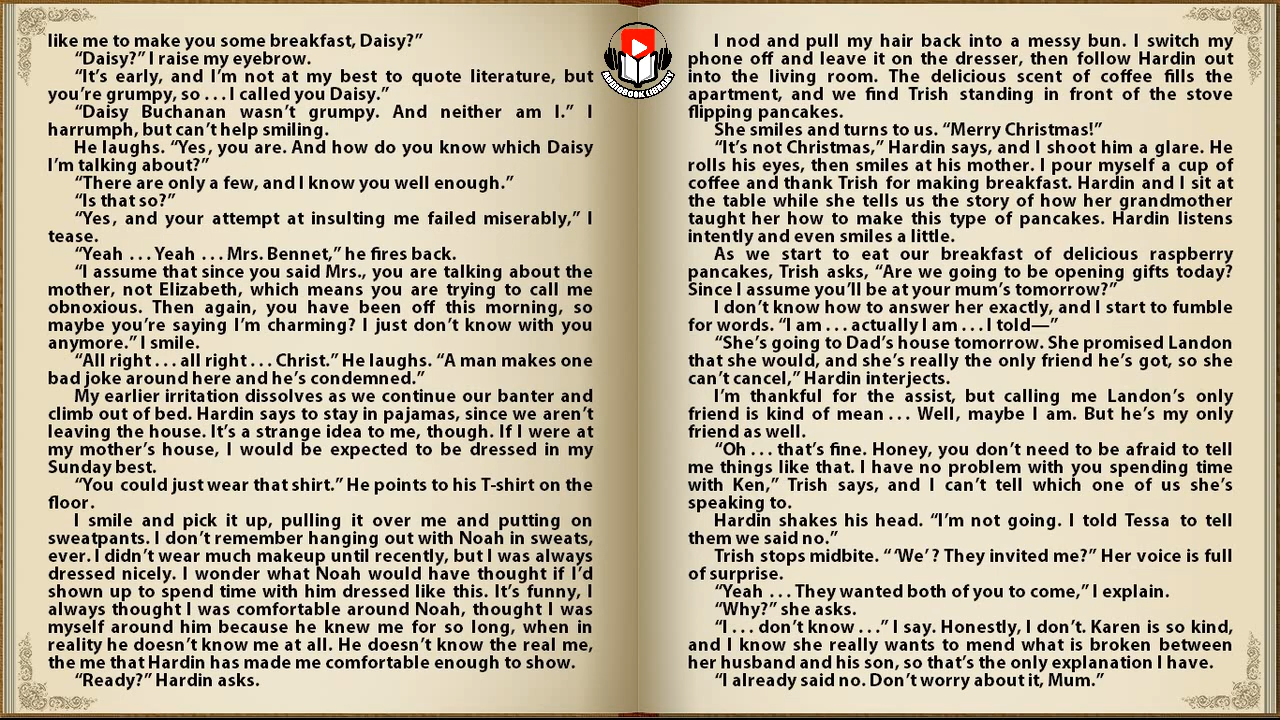 like me to make you some breakfast, Daisy?”
“Daisy?” I raise my eyebrow.
“It’s early, and I’m not at my best to quote literature, but
you’re grumpy, so . . . I called you Daisy.”
“Daisy Buchanan wasn’t grumpy. And neither am I.” I
harrumph, but can’t help smiling.
He laughs. “Yes, you are. And how do you know which Daisy
I’m talking about?”
“There are only a few, and I know you well enough.”
“Is that so?”
“Yes, and your attempt at insulting me failed miserably,” I
tease.
“Yeah . . . Yeah . . . Mrs. Bennet,” he fires back.
“I assume that since you said Mrs., you are talking about the
mother, not Elizabeth, which means you are trying to call me
obnoxious. Then again, you have been off this morning, so
maybe you’re saying I’m charming? I just don’t know with you
anymore.” I smile.
“All right . . . all right . . . Christ.” He laughs. “A man makes one
bad joke around here and he’s condemned.”
My earlier irritation dissolves as we continue our banter and
climb out of bed. Hardin says to stay in pajamas, since we aren’t
leaving the house. It’s a strange idea to me, though. If I were at
my mother’s house, I would be expected to be dressed in my
Sunday best.
“You could just wear that shirt.” He points to his T-shirt on the
floor.
I smile and pick it up, pulling it over me and putting on
sweatpants. I don’t remember hanging out with Noah in sweats,
ever. I didn’t wear much makeup until recently, but I was always
dressed nicely. I wonder what Noah would have thought if I’d
shown up to spend time with him dressed like this. It’s funny, I
always thought I was comfortable around Noah, thought I was
myself around him because he knew me for so long, when in
reality he doesn’t know me at all. He doesn’t know the real me,
the me that Hardin has made me comfortable enough to show.
“Ready?” Hardin asks.
AUDIOBOOK LIBRARY
I nod and pull my hair back into a messy bun. I switch my
phone off and leave it on the dresser, then follow Hardin out
into the living room. The delicious scent of coffee fills the
apartment, and we find Trish standing in front of the stove
flipping pancakes.
She smiles and turns to us. “Merry Christmas!”
“It’s not Christmas,” Hardin says, and I shoot him a glare. He
rolls his eyes, then smiles at his mother. I pour myself a cup of
coffee and thank Trish for making breakfast. Hardin and I sit at
the table while she tells us the story of how her grandmother
taught her how to make this type of pancakes. Hardin listens
intently and even smiles a little.
As we start to eat our breakfast of delicious raspberry
pancakes, Trish asks, “Are we going to be opening gifts today?
Since I assume you’ll be at your mum’s tomorrow?”
I don’t know how to answer her exactly, and I start to fumble
for words. “I am . . . actually I am . . . I told—”
“She’s going to Dad’s house tomorrow. She promised Landon
that she would, and she’s really the only friend he’s got, so she
can’t cancel,” Hardin interjects.
I’m thankful for the assist, but calling me Landon’s only
friend is kind of mean . . . Well, maybe I am. But he’s my only
friend as well.
“Oh . . . that’s fine. Honey, you don’t need to be afraid to tell
me things like that. I have no problem with you spending time
with Ken,” Trish says, and I can’t tell which one of us she’s
speaking to.
Hardin shakes his head. “I’m not going. I told Tessa to tell
them we said no.”
Trish stops midbite. “ ‘We’ ? They invited me?” Her voice is full
of surprise.
“Yeah . . . They wanted both of you to come,” I explain.
“Why?” she asks.
“I . . . don’t know . . .” I say. Honestly, I don’t. Karen is so kind,
and I know she really wants to mend what is broken between
her husband and his son, so that’s the only explanation I have.
“I already said no. Don’t worry about it, Mum.”